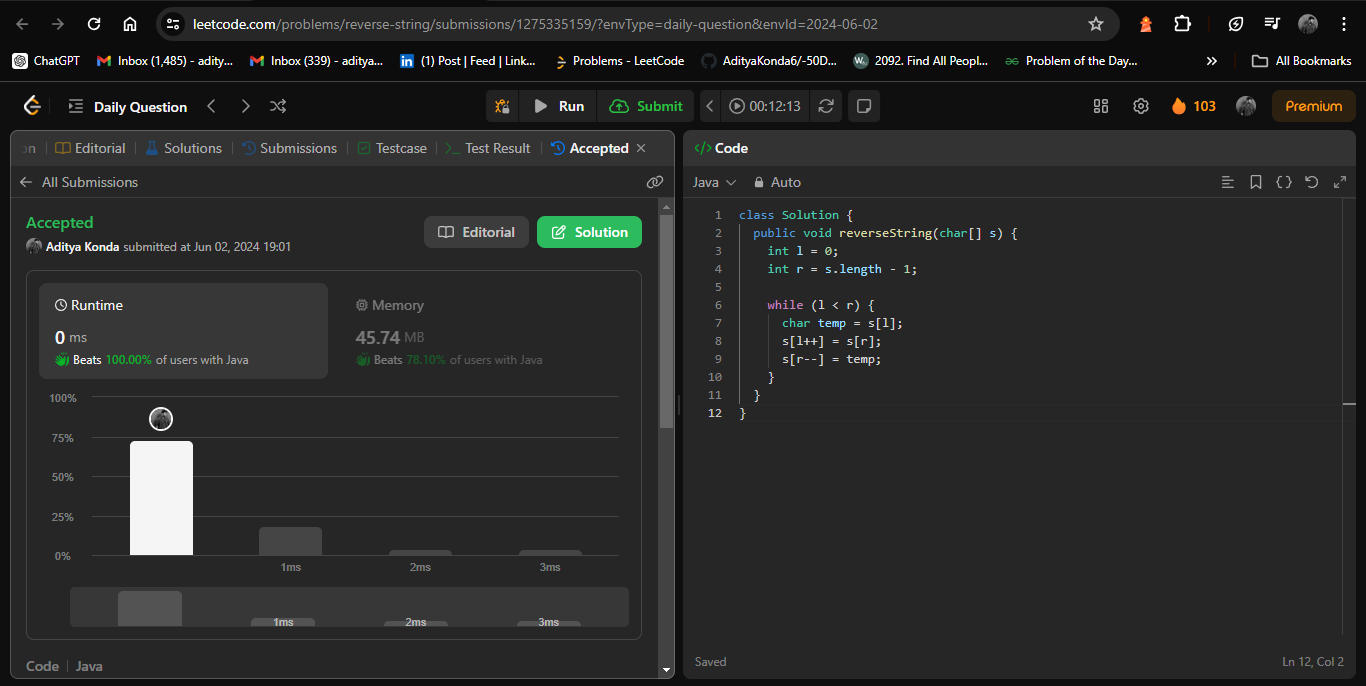 leetcode.com/problems/reverse-string/submissions/1275335159/?envType=daily-question&envId=2024-06-02
ChatGPT Inbox (1,485) - adity... Inbox (339) - aditya... (1) Post | Feed | Link... Problems - LeetCode AdityaKonda6/-50D... 2092. Find All Peopl... Problem of the Day... » All Bookmarks
Daily Question Run Submit 00:12:13 103 Premium
on Editorial Solutions Submissions Testcase Test Result Accepted
All Submissions
Accepted
Aditya Konda submitted at Jun 02, 2024 19:01
Editorial Solution
Runtime
0 ms
Beats 100.00% of users with Java
Memory
45.74 MB
Beats 78.10% of users with Java
100%
75%
50%
25%
0%
1ms 2ms 3ms
1ms 2ms 3ms
Code | Java
</> Code
Java Auto
1 class Solution {
2 public void reverseString(char[] s) {
3 int l = 0;
4 int r = s.length - 1;
5
6 while (l < r) {
7 char temp = s[l];
8 s[l++] = s[r];
9 s[r--] = temp;
10 }
11 }
12 }
Saved Ln 12, Col 2